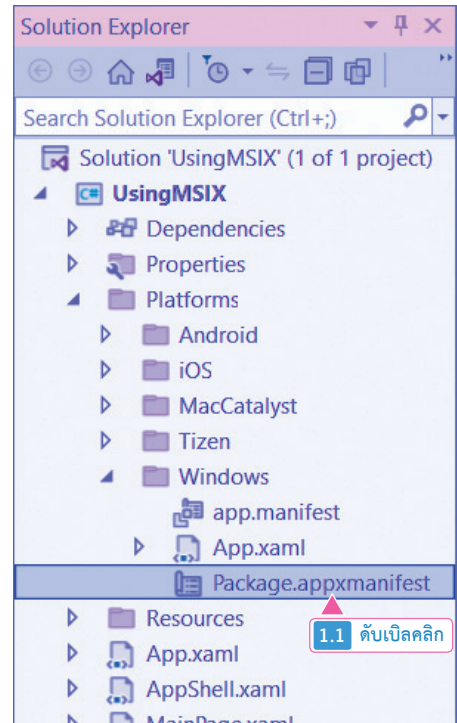 Solution Explorer
Search Solution Explorer (Ctrl+;)
Solution 'UsingMSIX' (1 of 1 project)
C# UsingMSIX
Dependencies
Properties
Platforms
Android
iOS
MacCatalyst
Tizen
Windows
app.manifest
App.xaml
Package.appxmanifest
Resources
1.1 ดับเบิลคลิก
App.xaml
AppShell.xaml
MainPage.xaml